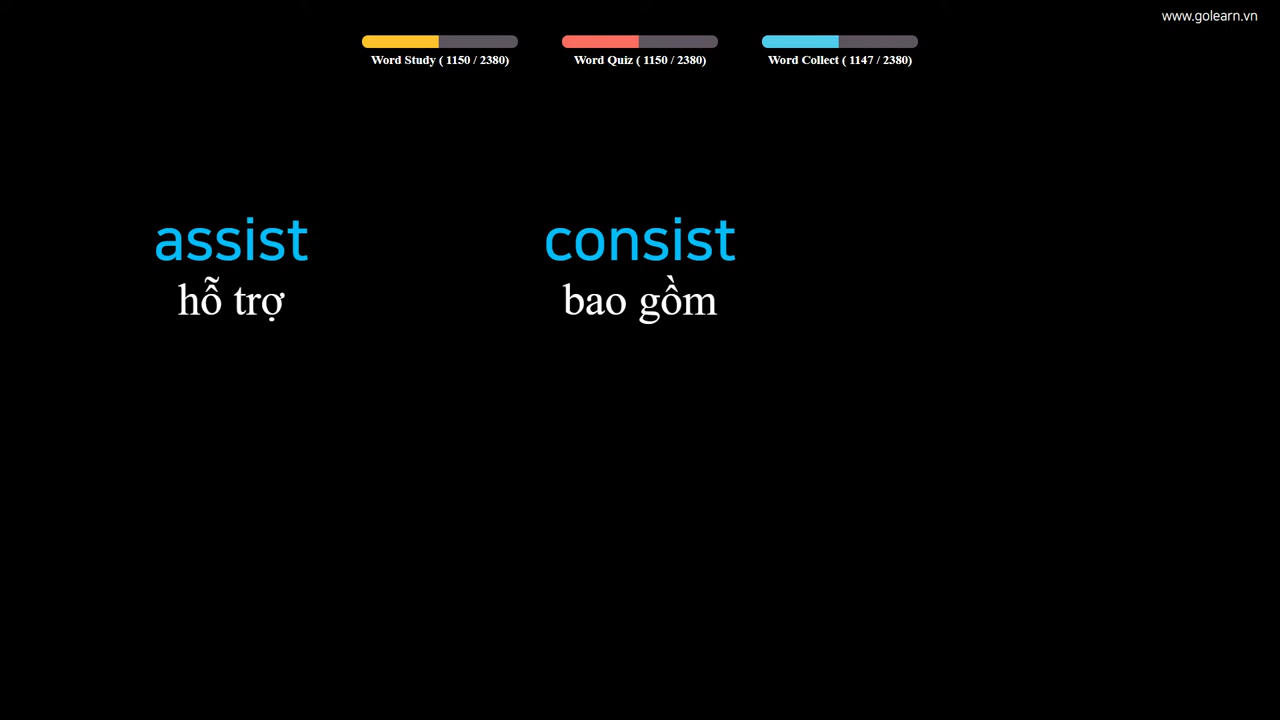 www.golearn.vn
Word Study ( 1150 / 2380)
Word Quiz ( 1150 / 2380)
Word Collect ( 1147 / 2380)
assist
hỗ trợ
consist
bao gồm